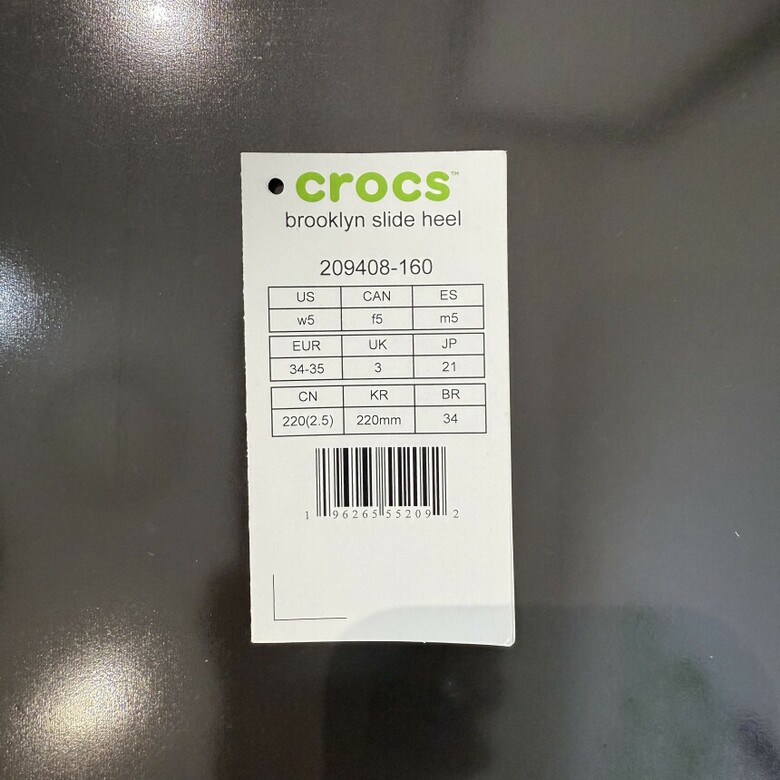 crocs™
brooklyn slide heel
209408-160
US CAN ES
w5 f5 m5
EUR UK JP
34-35 3 21
CN KR BR
220(2.5) 220mm 34
1 96265 55209 2